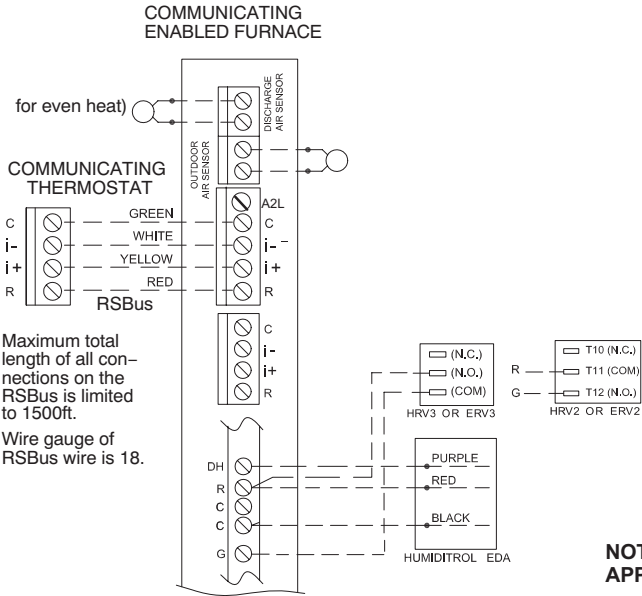 COMMUNICATING
ENABLED FURNACE
for even heat)
DISCHARGE
AIR SENSOR
OUTDOOR
AIR SENSOR
COMMUNICATING
THERMOSTAT
A2L
C
GREEN
C
i-
WHITE
i-
i+
YELLOW
i+
R
RED
R
RSBus
Maximum total
length of all con-
nections on the
RSBus is limited
to 1500ft.
Wire gauge of
RSBus wire is 18.
C
i-
i+
R
(N.C.)
(N.O.)
(COM)
HRV3 OR ERV3
T10 (N.C.)
R
T11 (COM)
G
T12 (N.O.)
HRV2 OR ERV2
DH
R
C
C
G
PURPLE
RED
BLACK
HUMIDITROL EDA
NOT
APP